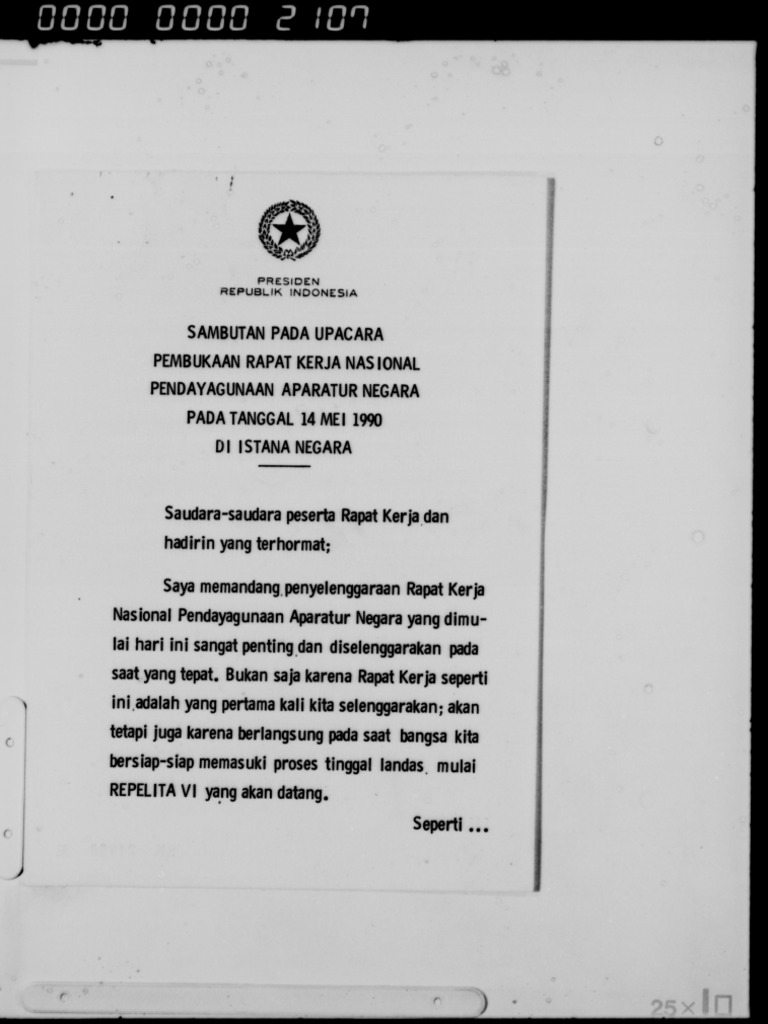 0000 0000 2107
PRESIDEN
REPUBLIK INDONESIA
SAMBUTAN PADA UPACARA
PEMBUKAAN RAPAT KERJA NASIONAL
PENDAYAGUNAAN APARATUR NEGARA
PADA TANGGAL 14 MEI 1990
DI ISTANA NEGARA
Saudara-saudara peserta Rapat Kerja dan
hadirin yang terhormat;
Saya memandang penyelenggaraan Rapat Kerja
Nasional Pendayagunaan Aparatur Negara yang dimu-
lai hari ini sangat penting dan diselenggarakan pada
saat yang tepat. Bukan saja karena Rapat Kerja seperti
ini adalah yang pertama kali kita selenggarakan; akan
tetapi juga karena berlangsung pada saat bangsa kita
bersiap-siap memasuki proses tinggal landas mulai
REPELITA VI yang akan datang.
Seperti ...
25×